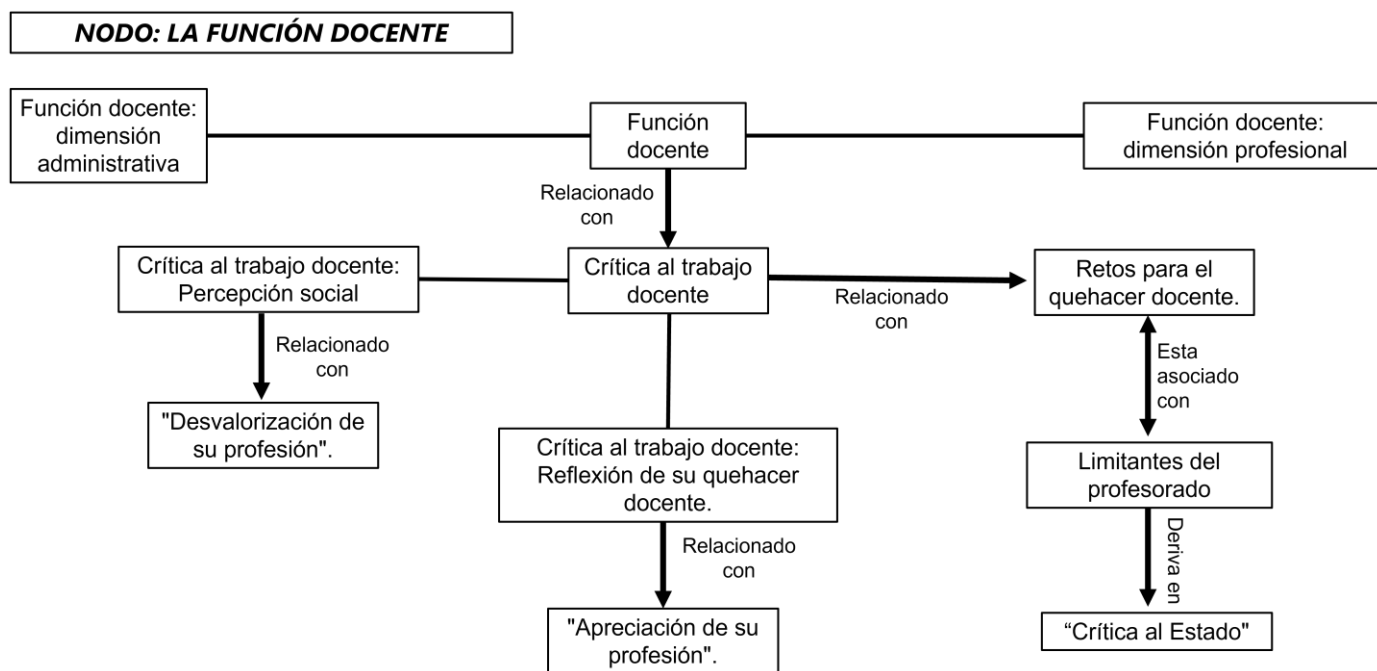 NODO: LA FUNCIÓN DOCENTE
Función docente:
dimensión
administrativa
Función
docente
Función docente:
dimensión profesional
Relacionado
con
Crítica al trabajo docente:
Percepción social
Crítica al trabajo
docente
Relacionado
con
Retos para el
quehacer docente.
Relacionado
con
Esta
asociado
con
"Desvalorización de
su profesión".
Crítica al trabajo docente:
Reflexión de su quehacer
docente.
Limitantes del
profesorado
Relacionado
con
Deriva en
"Apreciación de su
profesión".
“Crítica al Estado"